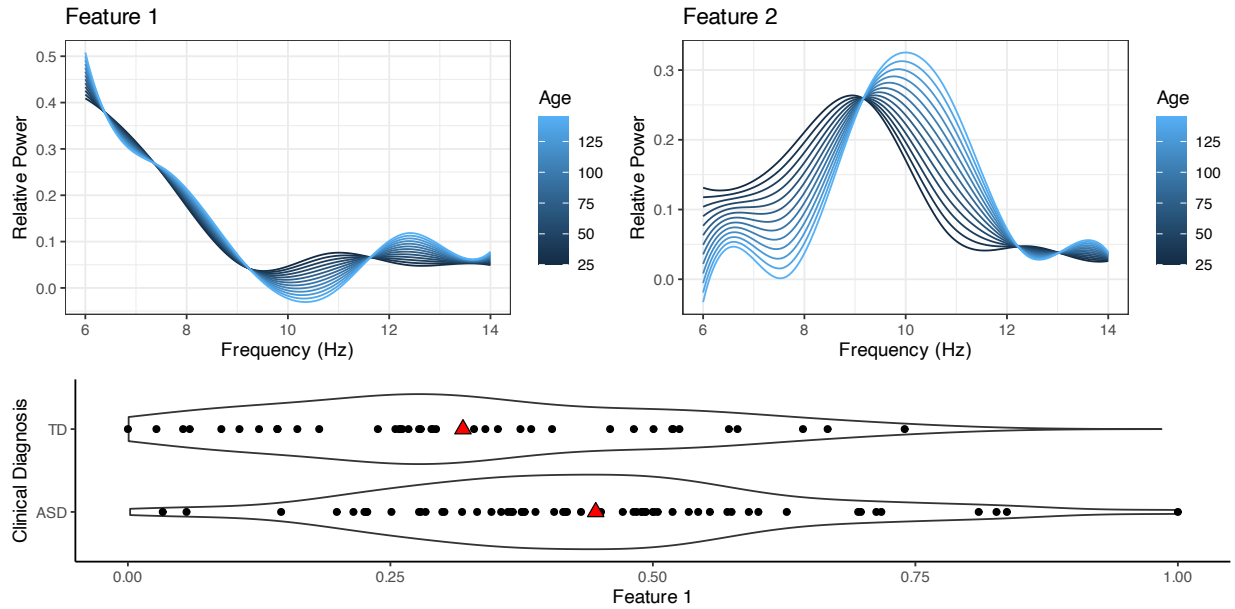 Feature 1
Relative Power
0.5
0.4
0.3
0.2
0.1
0.0
6 8 10 12 14
Frequency (Hz)
Age
125
100
75
50
25
Feature 2
Relative Power
0.3
0.2
0.1
0.0
6 8 10 12 14
Frequency (Hz)
Age
125
100
75
50
25
Clinical Diagnosis
TD
ASD
0.00 0.25 0.50 0.75 1.00
Feature 1